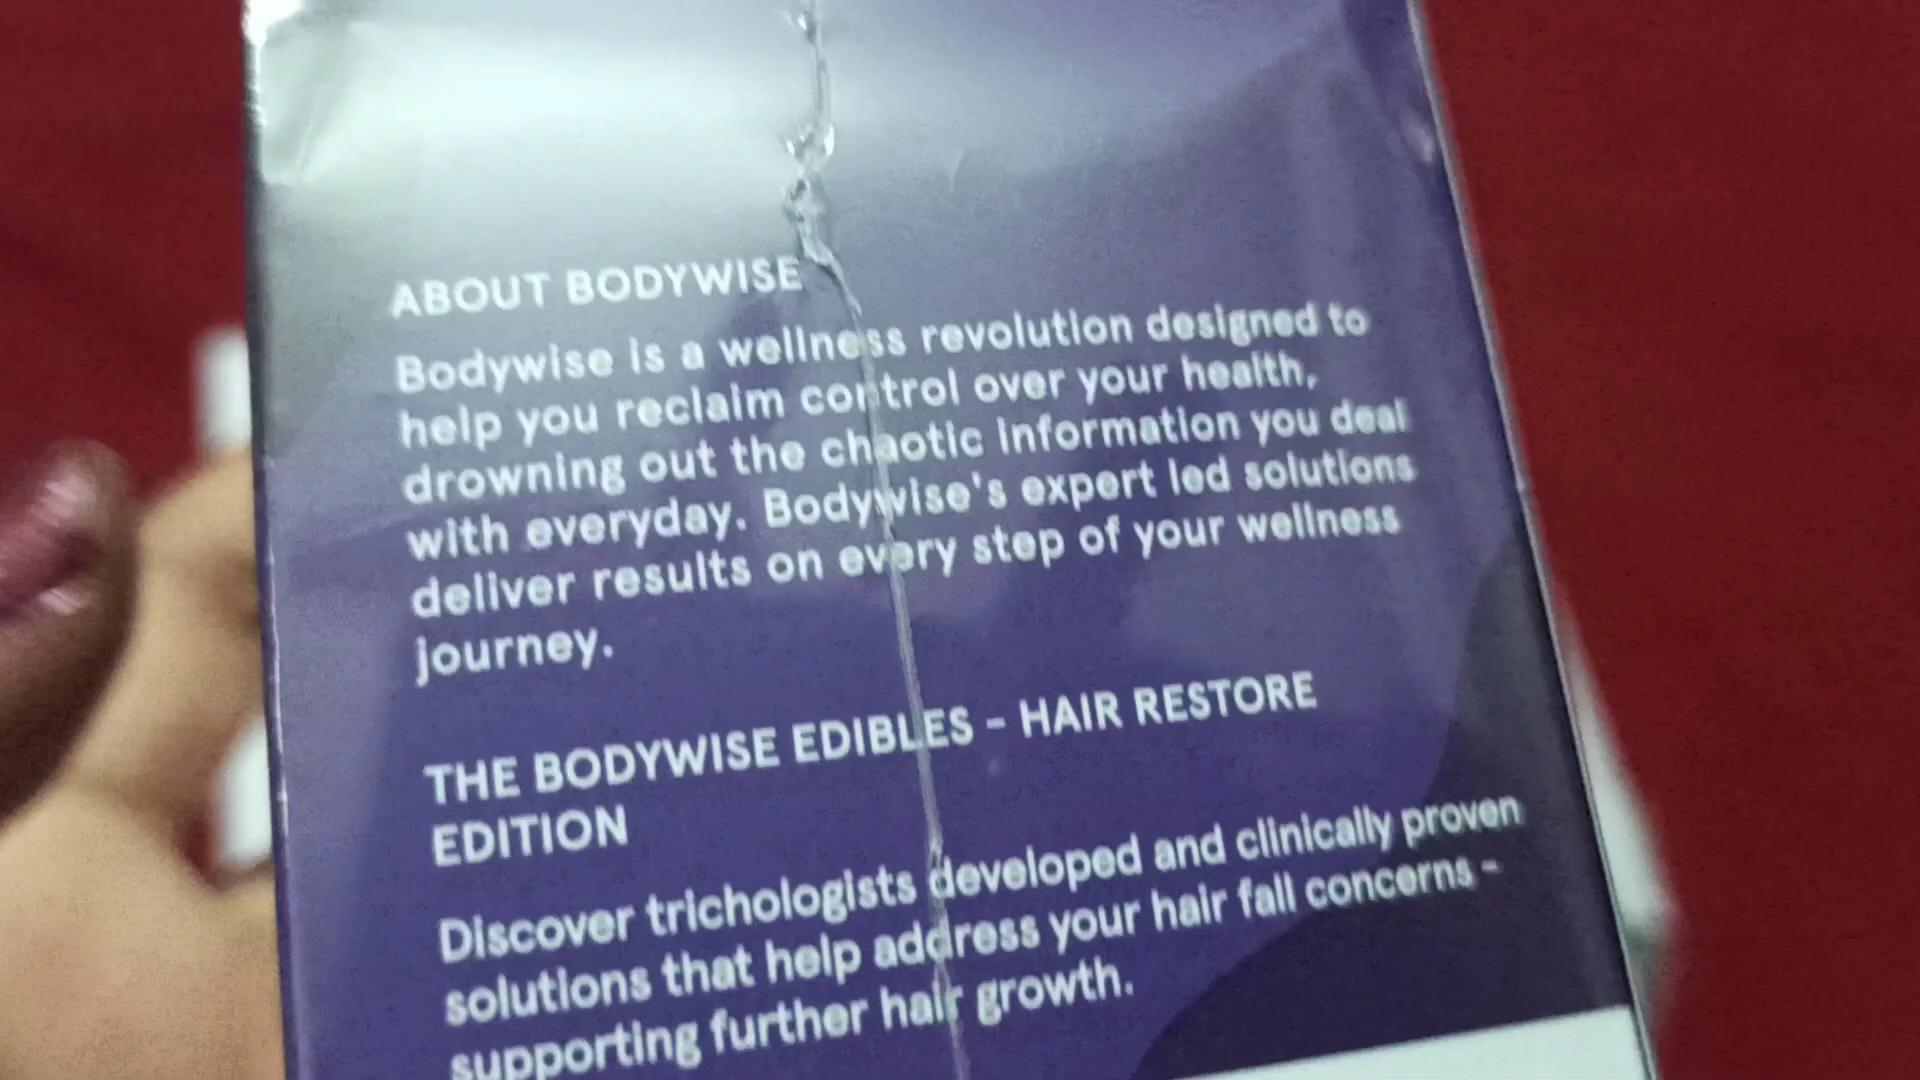 ABOUT BODYWISE
Bodywise is a wellness revolution designed to
help you reclaim control over your health,
drowning out the chaotic information you deal
with everyday. Bodywise's expert led solutions
deliver results on every step of your wellness
journey.
THE BODYWISE EDIBLES - HAIR RESTORE
EDITION
Discover trichologists developed and clinically proven
solutions that help address your hair fall concerns -
supporting further hair growth.